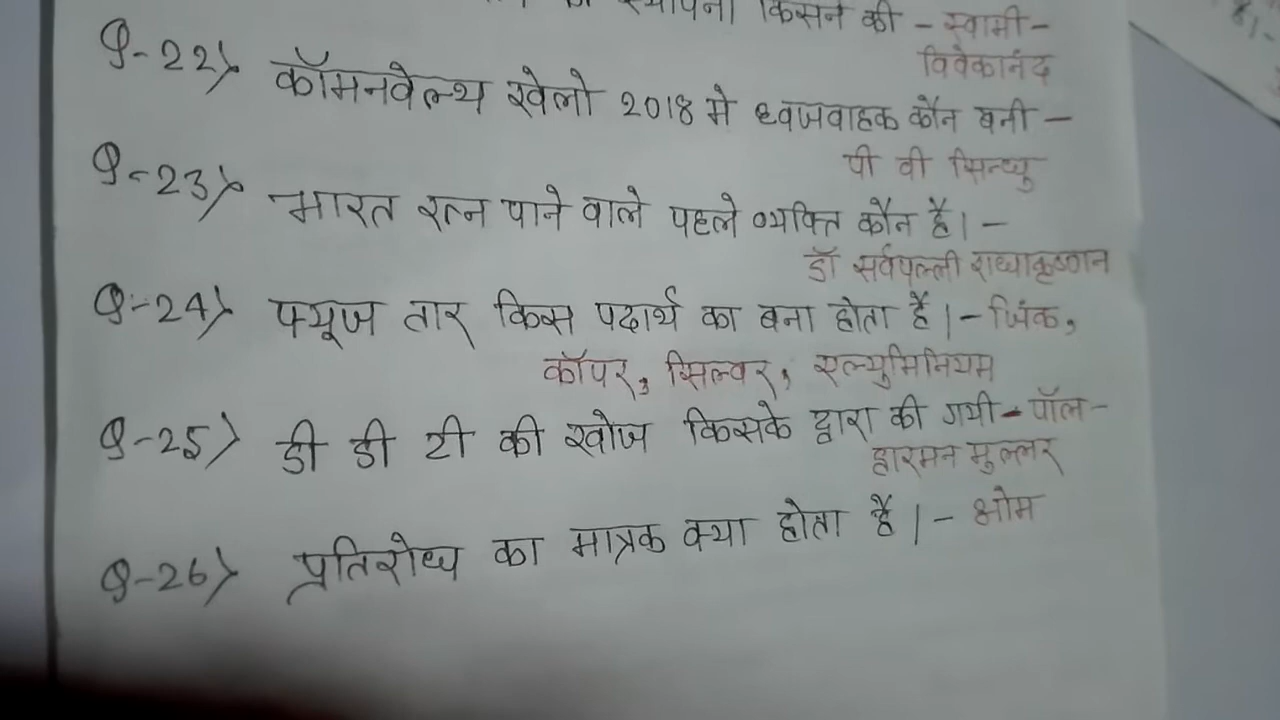 स्थापना किसने की - स्वामी-
विवेकानंद
Q-22) कॉमनवेल्थ खेलो 2018 मे ध्वजवाहक कौन बनी -
पी वी सिन्धु
Q-23) भारत रत्न पाने वाले पहले व्यक्ति कौन है। -
डॉ सर्वपल्ली राधाकृष्णन
Q-24) फ्यूज तार किस पदार्थ का बना होता है। - जिंक,
कॉपर, सिल्वर, एल्युमिनियम
Q-25) डी डी टी की खोज किसके द्वारा की गयी - पॉल-
हारमन मुल्लर
Q-26) प्रतिरोध का मात्रक क्या होता है। - ओम